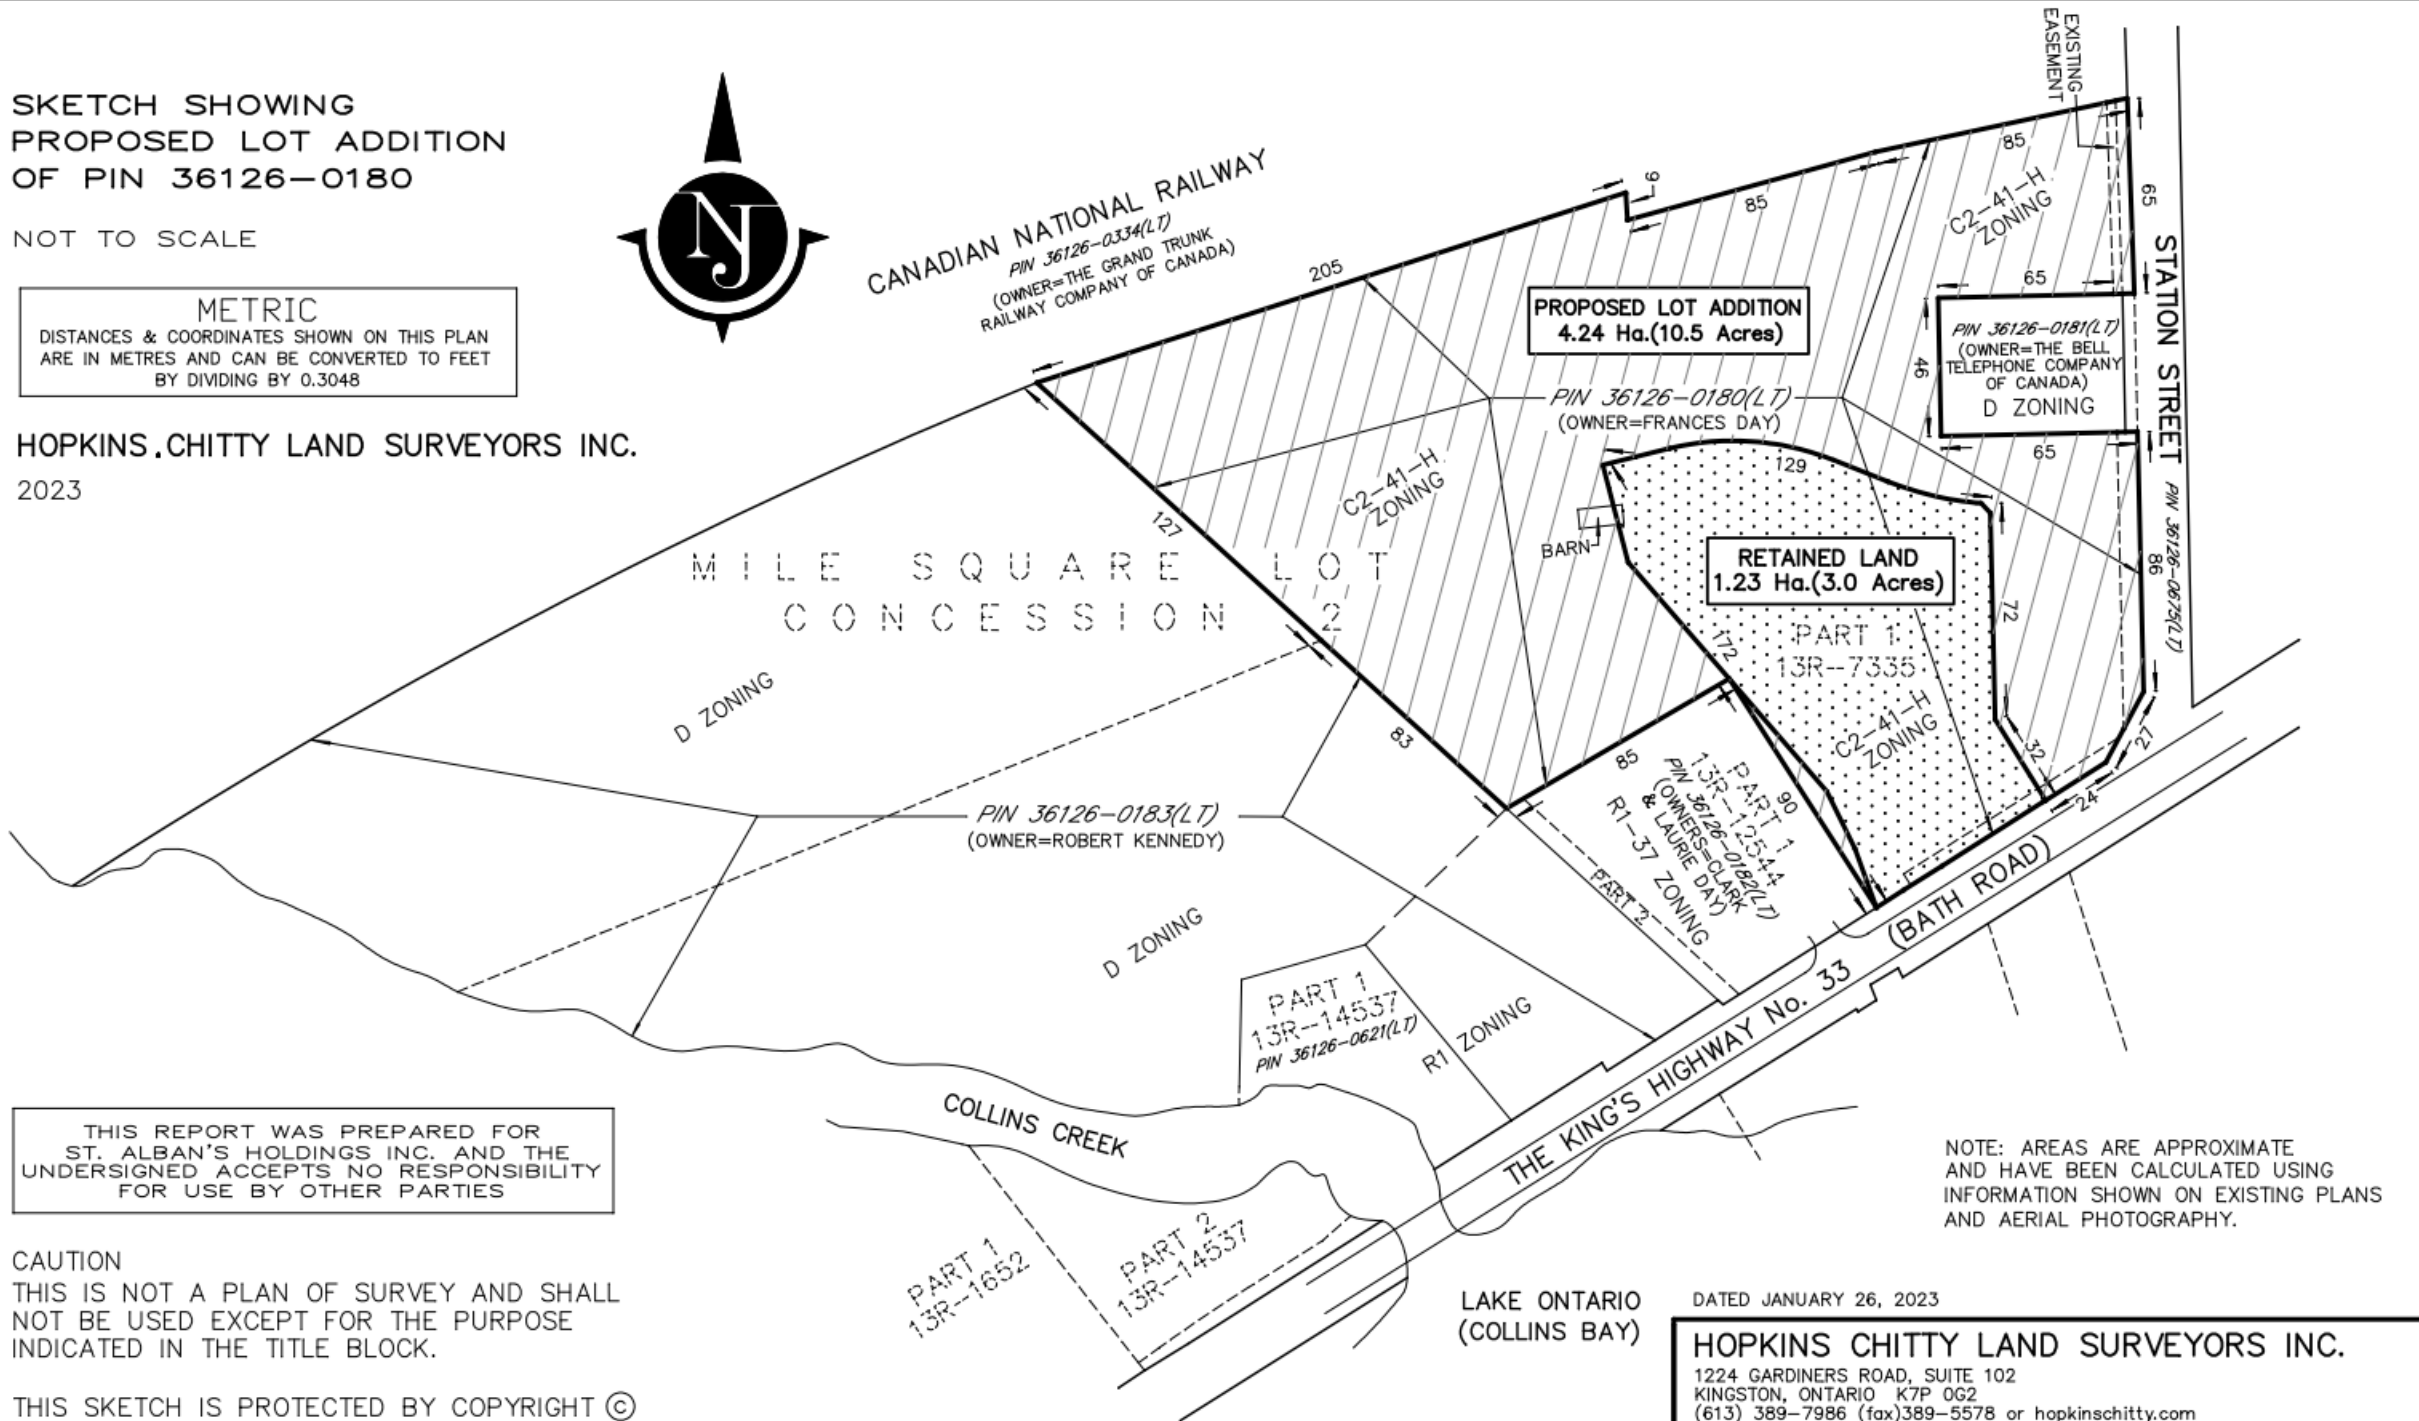 SKETCH SHOWING
PROPOSED LOT ADDITION
OF PIN 36126-0180
NOT TO SCALE
METRIC
DISTANCES & COORDINATES SHOWN ON THIS PLAN
ARE IN METRES AND CAN BE CONVERTED TO FEET
BY DIVIDING BY 0.3048
HOPKINS.CHITTY LAND SURVEYORS INC.
2023
NJ
CANADIAN NATIONAL RAILWAY
PIN 36126-0334(LT)
(OWNER=THE GRAND TRUNK
RAILWAY COMPANY OF CANADA)
EXISTING
EASEMENT
205
9
85
85
65
C2-41-H
ZONING
65
STATION STREET
PIN 36126-0675(LT)
PROPOSED LOT ADDITION
4.24 Ha.(10.5 Acres)
PIN 36126-0181(LT)
(OWNER=THE BELL
TELEPHONE COMPANY
OF CANADA)
D ZONING
46
65
PIN 36126-0180(LT)
(OWNER=FRANCES DAY)
129
C2-41-H
ZONING
127
BARN
RETAINED LAND
1.23 Ha.(3.0 Acres)
86
72
MILE SQUARE LOT
CONCESSION 2
PART 1
13R-7335
172
C2-41-H
ZONING
32
27
24
D ZONING
83
85
90
PART 1
13R-12544
PIN 36126-0182(LT)
(OWNERS=CLARK
& LAURIE DAY)
R1-37 ZONING
PART 2
PIN 36126-0183(LT)
(OWNER=ROBERT KENNEDY)
D ZONING
(BATH ROAD)
THE KING'S HIGHWAY No. 33
PART 1
13R-14537
PIN 36126-0621(LT)
R1 ZONING
COLLINS CREEK
THIS REPORT WAS PREPARED FOR
ST. ALBAN'S HOLDINGS INC. AND THE
UNDERSIGNED ACCEPTS NO RESPONSIBILITY
FOR USE BY OTHER PARTIES
PART 1
13R-1652
PART 2
13R-14537
NOTE: AREAS ARE APPROXIMATE
AND HAVE BEEN CALCULATED USING
INFORMATION SHOWN ON EXISTING PLANS
AND AERIAL PHOTOGRAPHY.
CAUTION
THIS IS NOT A PLAN OF SURVEY AND SHALL
NOT BE USED EXCEPT FOR THE PURPOSE
INDICATED IN THE TITLE BLOCK.
THIS SKETCH IS PROTECTED BY COPYRIGHT ©
LAKE ONTARIO
(COLLINS BAY)
DATED JANUARY 26, 2023
HOPKINS CHITTY LAND SURVEYORS INC.
1224 GARDINERS ROAD, SUITE 102
KINGSTON, ONTARIO K7P 0G2
(613) 389-7986 (fax)389-5578 or hopkinschitty.com